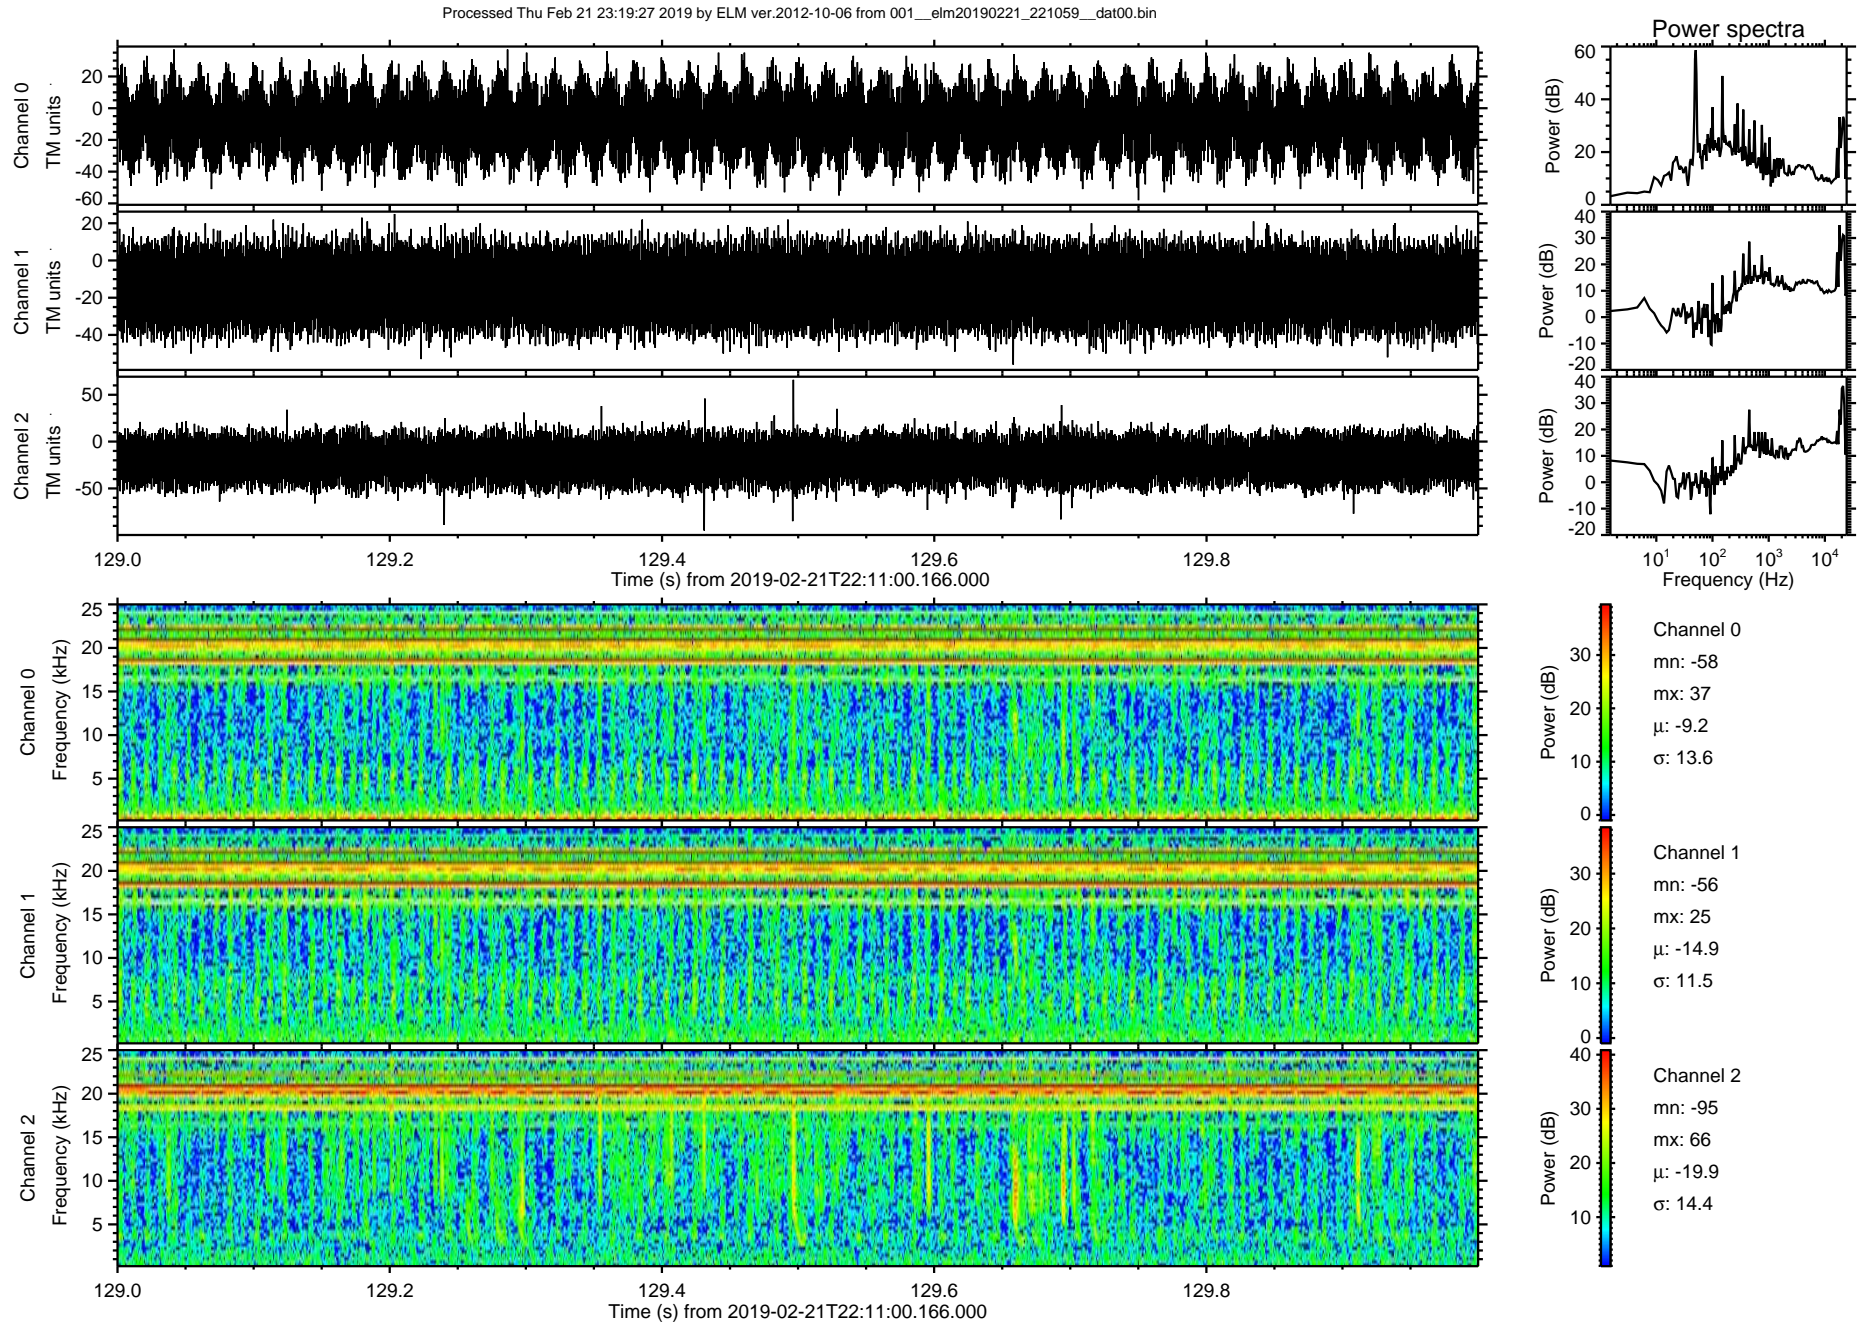 Processed Thu Feb 21 23:19:27 2019 by ELM ver.2012-10-06 from 001__elm20190221_221059__dat00.bin
Power spectra
Channel 0
TM units
20
0
-20
-40
-60
Power (dB)
60
40
20
0
Channel 1
TM units
20
0
-20
-40
Power (dB)
40
30
20
10
0
-10
-20
Channel 2
TM units
50
0
-50
Power (dB)
40
30
20
10
0
-10
-20
129.0 129.2 129.4 129.6 129.8
Time (s) from 2019-02-21T22:11:00.166.000
10¹ 10² 10³ 10⁴
Frequency (Hz)
Channel 0
Frequency (kHz)
25
20
15
10
5
Power (dB)
30
20
10
0
Channel 0
mn: -58
mx: 37
μ: -9.2
σ: 13.6
Channel 1
Frequency (kHz)
25
20
15
10
5
Power (dB)
30
20
10
0
Channel 1
mn: -56
mx: 25
μ: -14.9
σ: 11.5
Channel 2
Frequency (kHz)
25
20
15
10
5
Power (dB)
40
30
20
10
Channel 2
mn: -95
mx: 66
μ: -19.9
σ: 14.4
129.0 129.2 129.4 129.6 129.8
Time (s) from 2019-02-21T22:11:00.166.000